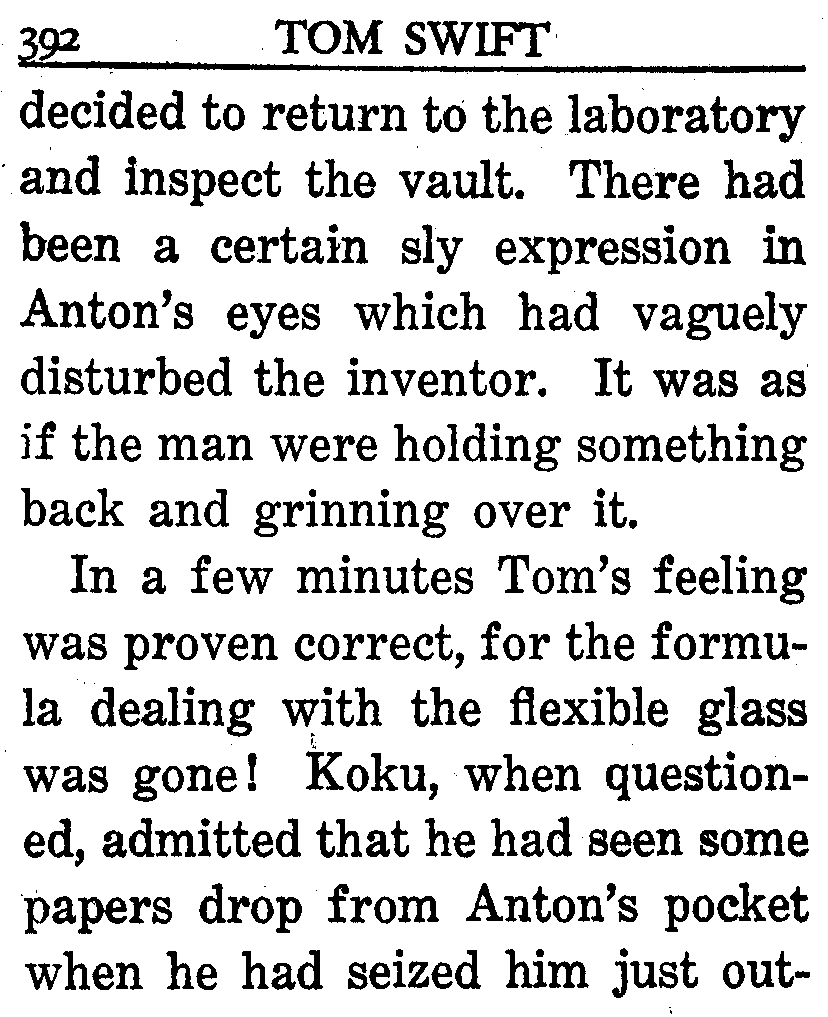 392 TOM SWIFT
decided to return to the laboratory
and inspect the vault. There had
been a certain sly expression in
Anton's eyes which had vaguely
disturbed the inventor. It was as
if the man were holding something
back and grinning over it.
In a few minutes Tom's feeling
was proven correct, for the formu-
la dealing with the flexible glass
was gone! Koku, when question-
ed, admitted that he had seen some
papers drop from Anton's pocket
when he had seized him just out-